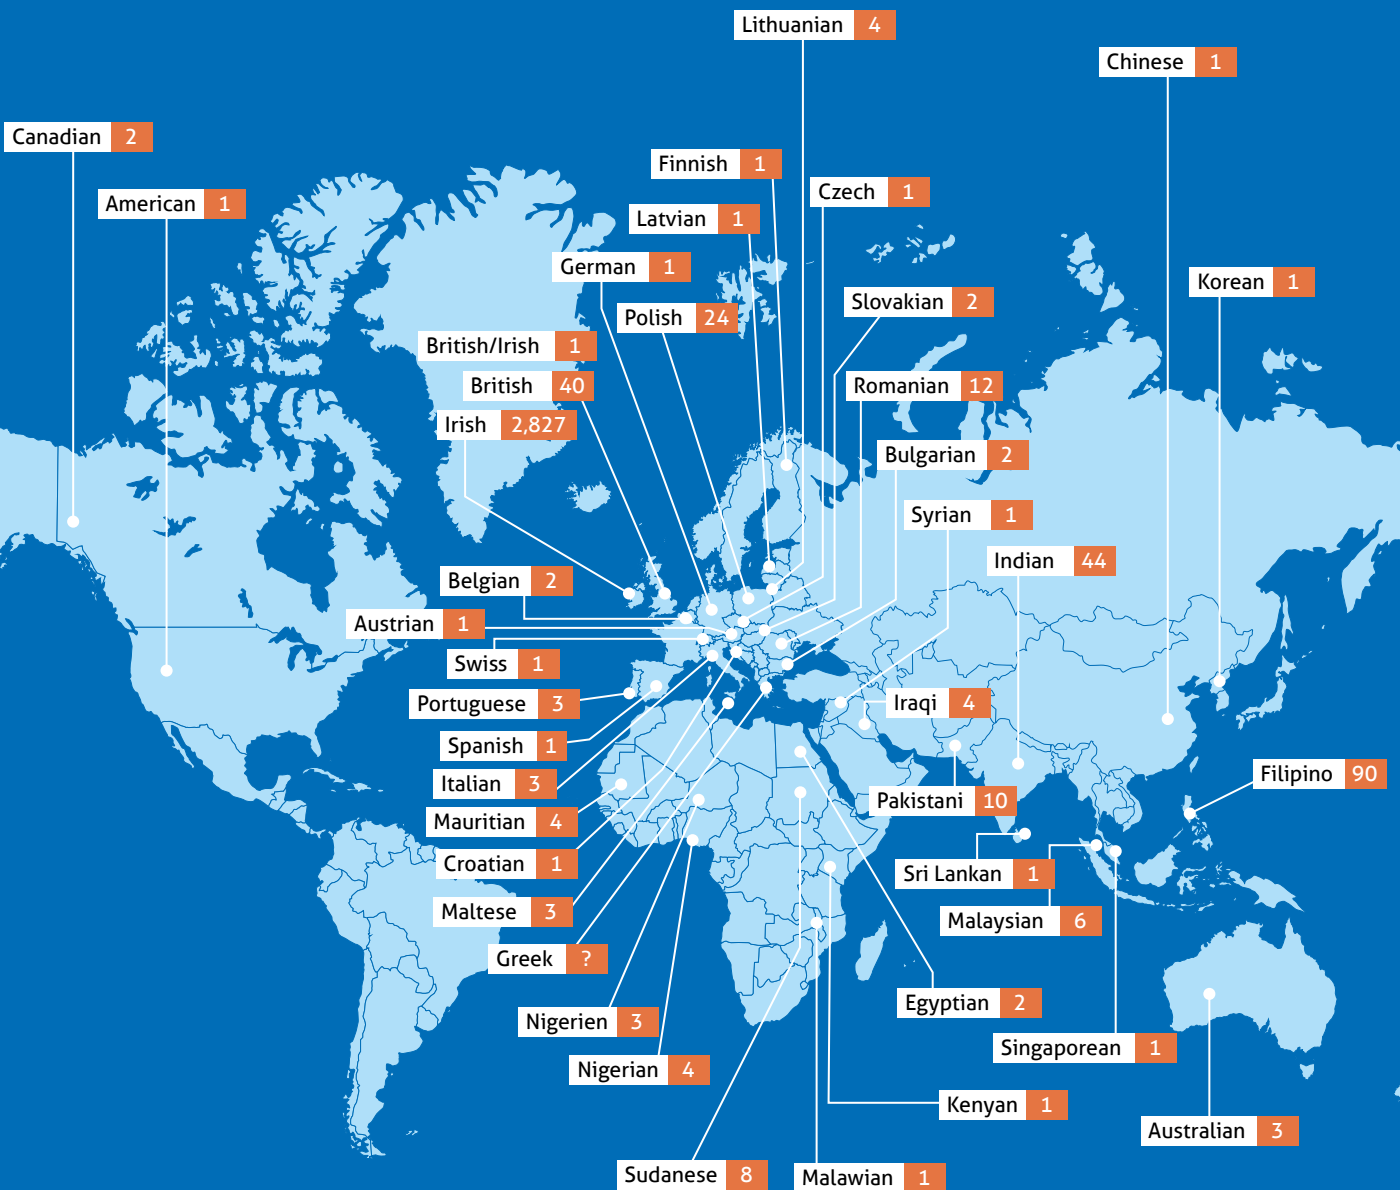 Lithuanian 4
Chinese 1
Canadian 2
Finnish 1
Czech 1
American 1
Latvian 1
German 1
Korean 1
Slovakian 2
Polish 24
British/Irish 1
British 40
Romanian 12
Irish 2,827
Bulgarian 2
Syrian 1
Indian 44
Belgian 2
Austrian 1
Swiss 1
Portuguese 3
Iraqi 4
Spanish 1
Filipino 90
Italian 3
Pakistani 10
Mauritian 4
Croatian 1
Sri Lankan 1
Maltese 3
Malaysian 6
Greek ?
Egyptian 2
Nigerien 3
Singaporean 1
Nigerian 4
Kenyan 1
Australian 3
Sudanese 8
Malawian 1